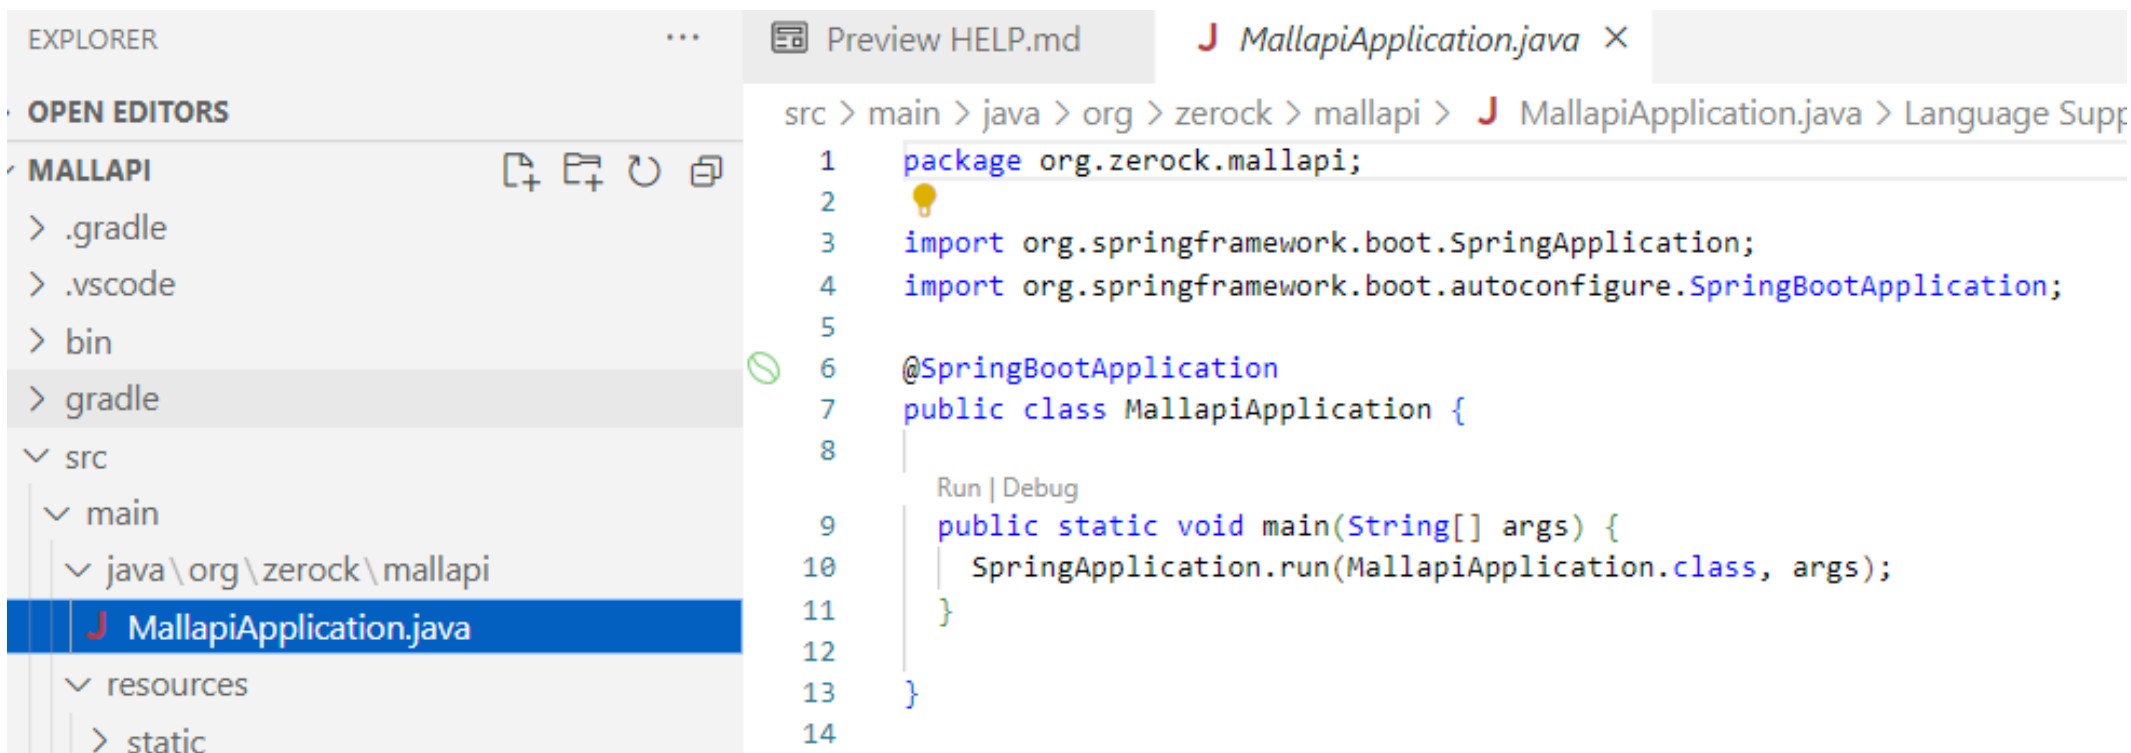 EXPLORER
OPEN EDITORS
MALLAPI
.gradle
.vscode
bin
gradle
src
main
java\org\zerock\mallapi
J MallapiApplication.java
resources
static
Preview HELP.md
J MallapiApplication.java
src > main > java > org > zerock > mallapi > J MallapiApplication.java > Language Supp
1 package org.zerock.mallapi;
2
3 import org.springframework.boot.SpringApplication;
4 import org.springframework.boot.autoconfigure.SpringBootApplication;
5
6 @SpringBootApplication
7 public class MallapiApplication {
8
Run | Debug
9 public static void main(String[] args) {
10 SpringApplication.run(MallapiApplication.class, args);
11 }
12
13 }
14